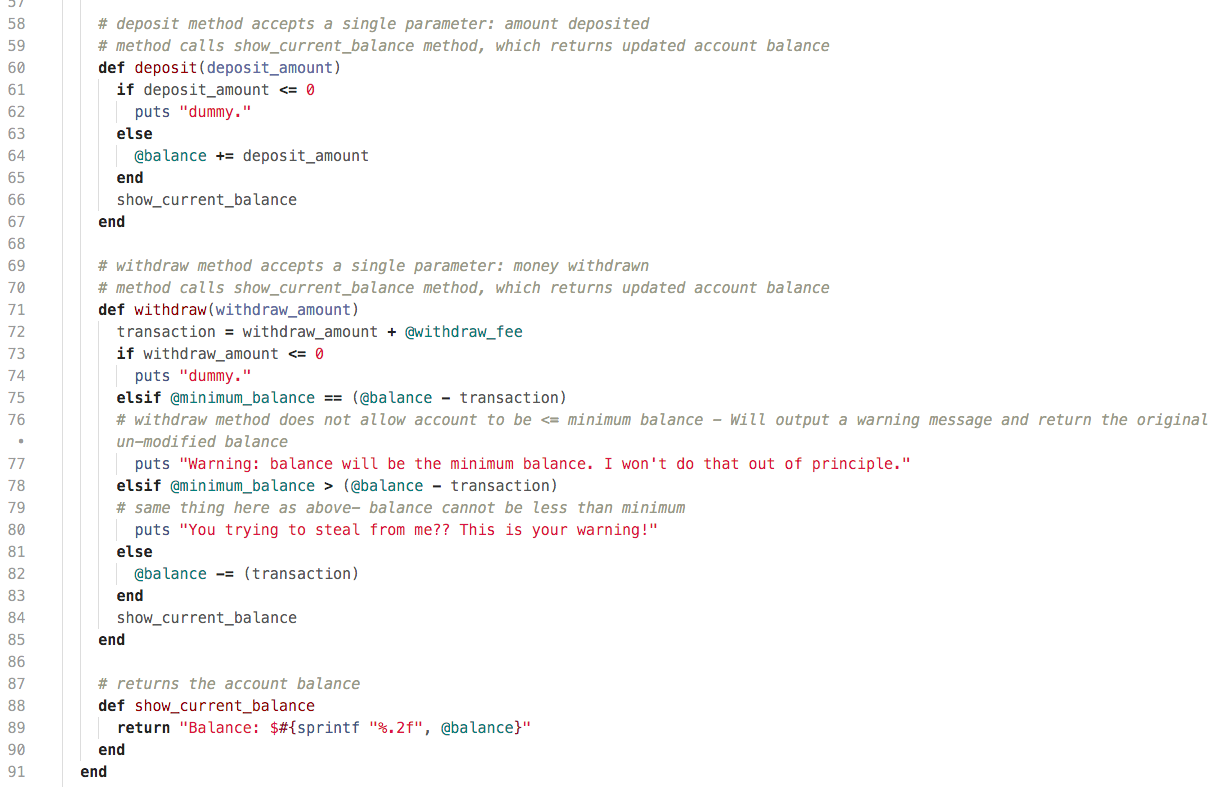 57
58 # deposit method accepts a single parameter: amount deposited
59 # method calls show_current_balance method, which returns updated account balance
60 def deposit(deposit_amount)
61 if deposit_amount <= 0
62 puts "dummy."
63 else
64 @balance += deposit_amount
65 end
66 show_current_balance
67 end
68
69 # withdraw method accepts a single parameter: money withdrawn
70 # method calls show_current_balance method, which returns updated account balance
71 def withdraw(withdraw_amount)
72 transaction = withdraw_amount + @withdraw_fee
73 if withdraw_amount <= 0
74 puts "dummy."
75 elsif @minimum_balance == (@balance - transaction)
76 # withdraw method does not allow account to be <= minimum balance - Will output a warning message and return the original
• un-modified balance
77 puts "Warning: balance will be the minimum balance. I won't do that out of principle."
78 elsif @minimum_balance > (@balance - transaction)
79 # same thing here as above- balance cannot be less than minimum
80 puts "You trying to steal from me?? This is your warning!"
81 else
82 @balance -= (transaction)
83 end
84 show_current_balance
85 end
86
87 # returns the account balance
88 def show_current_balance
89 return "Balance: $#{sprintf "%.2f", @balance}"
90 end
91 end